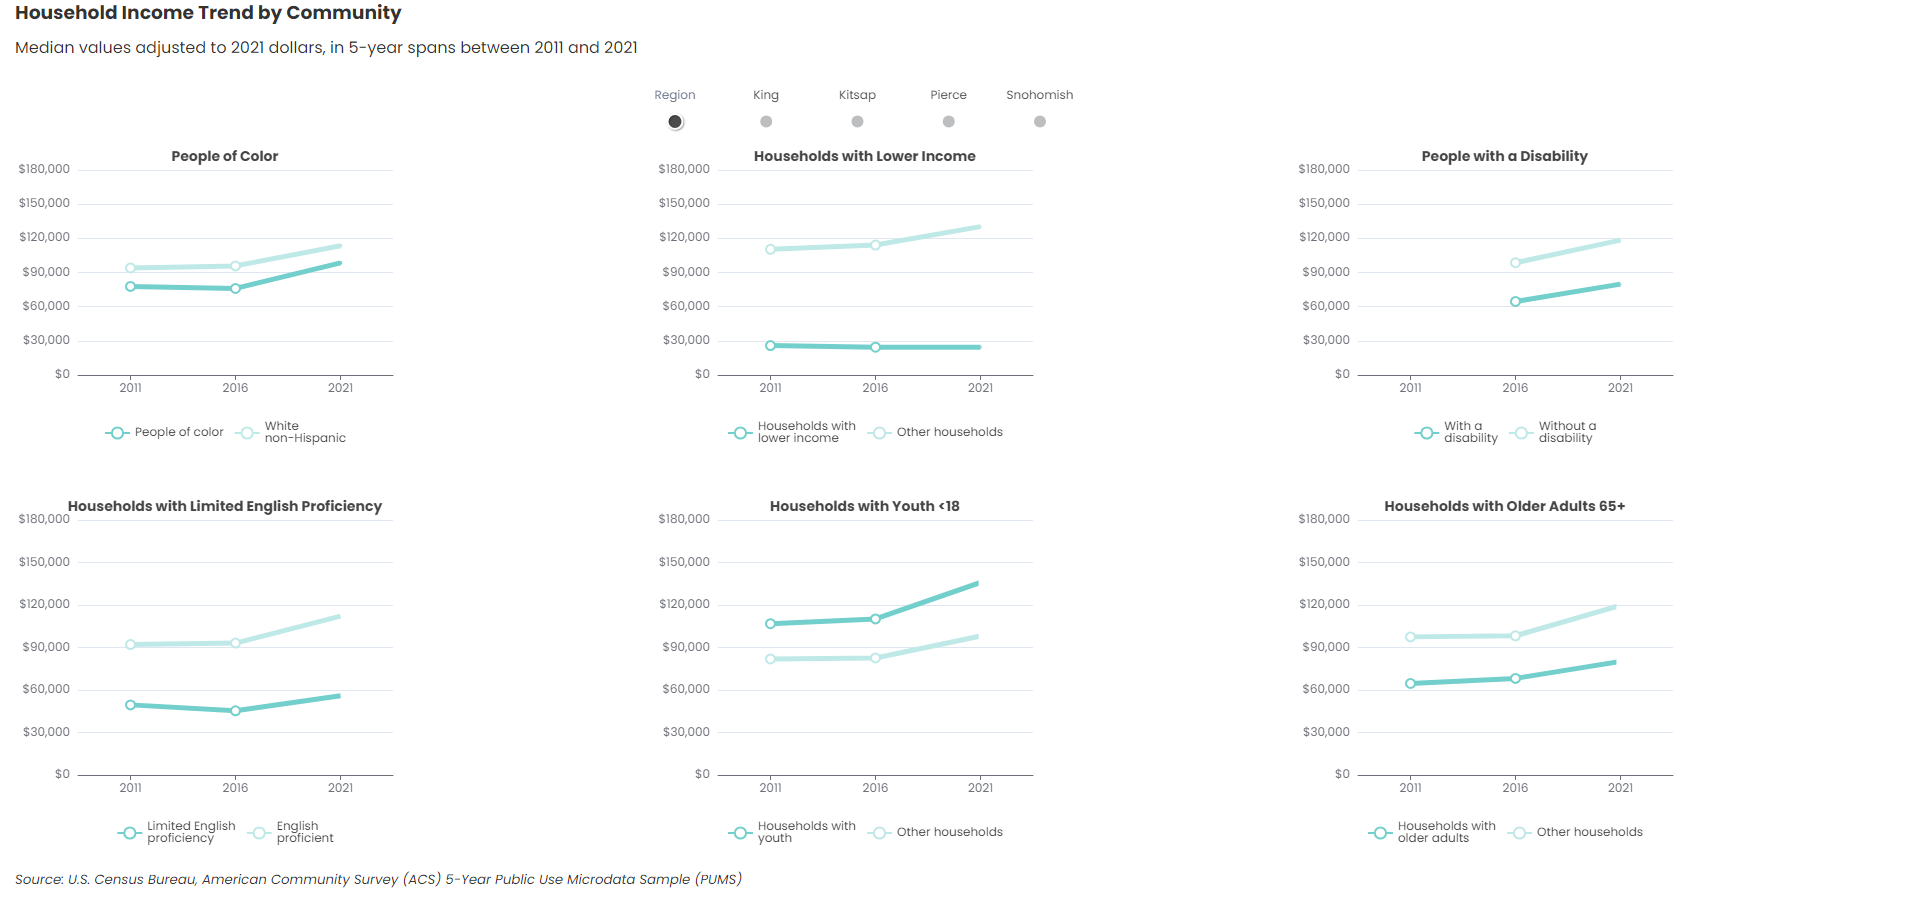 Household Income Trend by Community
Median values adjusted to 2021 dollars, in 5-year spans between 2011 and 2021
Region King Kitsap Pierce Snohomish
People of Color
$180,000
$150,000
$120,000
$90,000
$60,000
$30,000
$0
2011 2016 2021
People of color
White
non-Hispanic
Households with Lower Income
$180,000
$150,000
$120,000
$90,000
$60,000
$30,000
$0
2011 2016 2021
Households with
lower income
Other households
People with a Disability
$180,000
$150,000
$120,000
$90,000
$60,000
$30,000
$0
2011 2016 2021
With a
disability
Without a
disability
Households with Limited English Proficiency
$180,000
$150,000
$120,000
$90,000
$60,000
$30,000
$0
2011 2016 2021
Limited English
proficiency
English
proficient
Households with Youth <18
$180,000
$150,000
$120,000
$90,000
$60,000
$30,000
$0
2011 2016 2021
Households with
youth
Other households
Households with Older Adults 65+
$180,000
$150,000
$120,000
$90,000
$60,000
$30,000
$0
2011 2016 2021
Households with
older adults
Other households
Source: U.S. Census Bureau, American Community Survey (ACS) 5-Year Public Use Microdata Sample (PUMS)